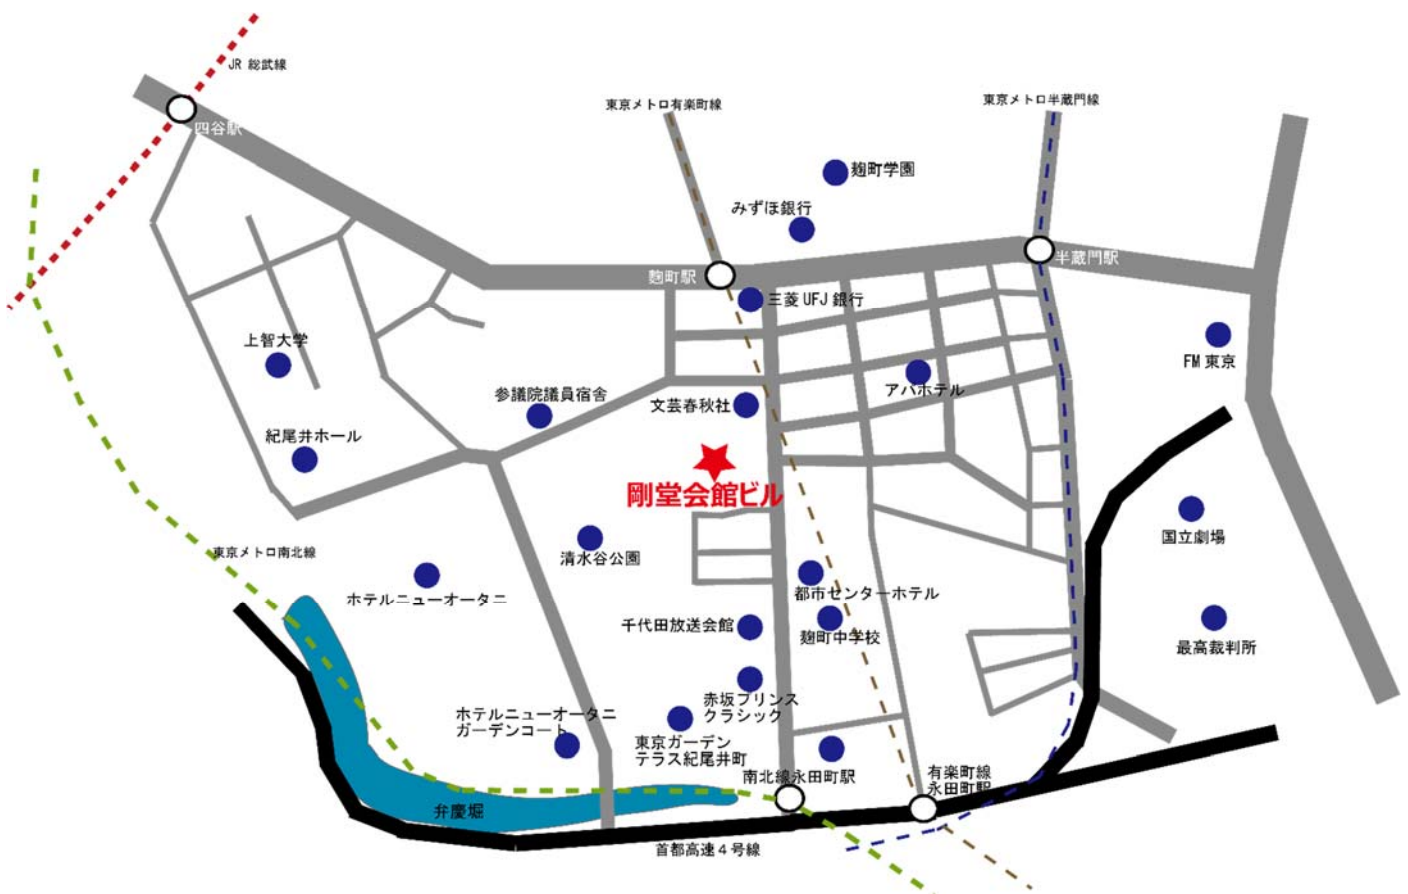 JR 総武線
四谷駅
東京メトロ有楽町線
東京メトロ半蔵門線
麹町学園
みずほ銀行
麹町駅
半蔵門駅
三菱 UFJ 銀行
上智大学
FM 東京
参議院議員宿舎
文芸春秋社
アパホテル
紀尾井ホール
剛堂会館ビル
国立劇場
東京メトロ南北線
清水谷公園
ホテルニューオータニ
都市センターホテル
千代田放送会館
麹町中学校
最高裁判所
赤坂プリンス
クラシック
ホテルニューオータニ
ガーデンコート
東京ガーデン
テラス紀尾井町
南北線永田町駅
有楽町線
永田町駅
弁慶堀
首都高速４号線